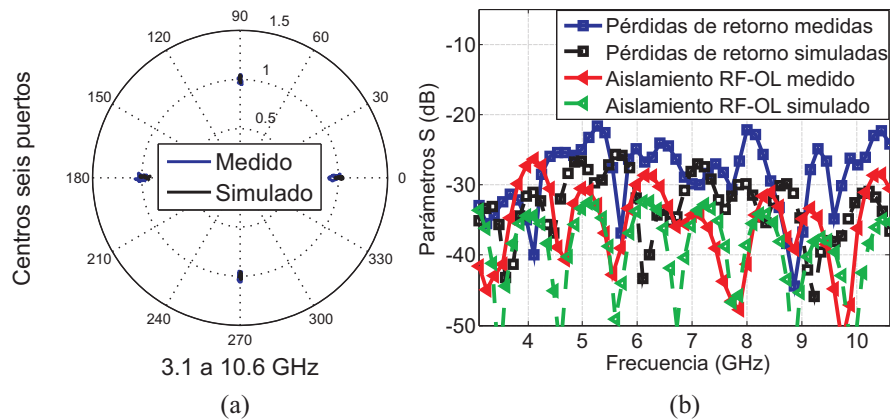 Centros seis puertos
90
1.5
120
60
1
150
30
0.5
Medido
Simulado
180
0
210
330
240
300
270
3.1 a 10.6 GHz
(a)
Parámetros S (dB)
-5
-10
-20
-30
-40
-50
Pérdidas de retorno medidas
Pérdidas de retorno simuladas
Aislamiento RF-OL medido
Aislamiento RF-OL simulado
4 5 6 7 8 9 10
Frecuencia (GHz)
(b)